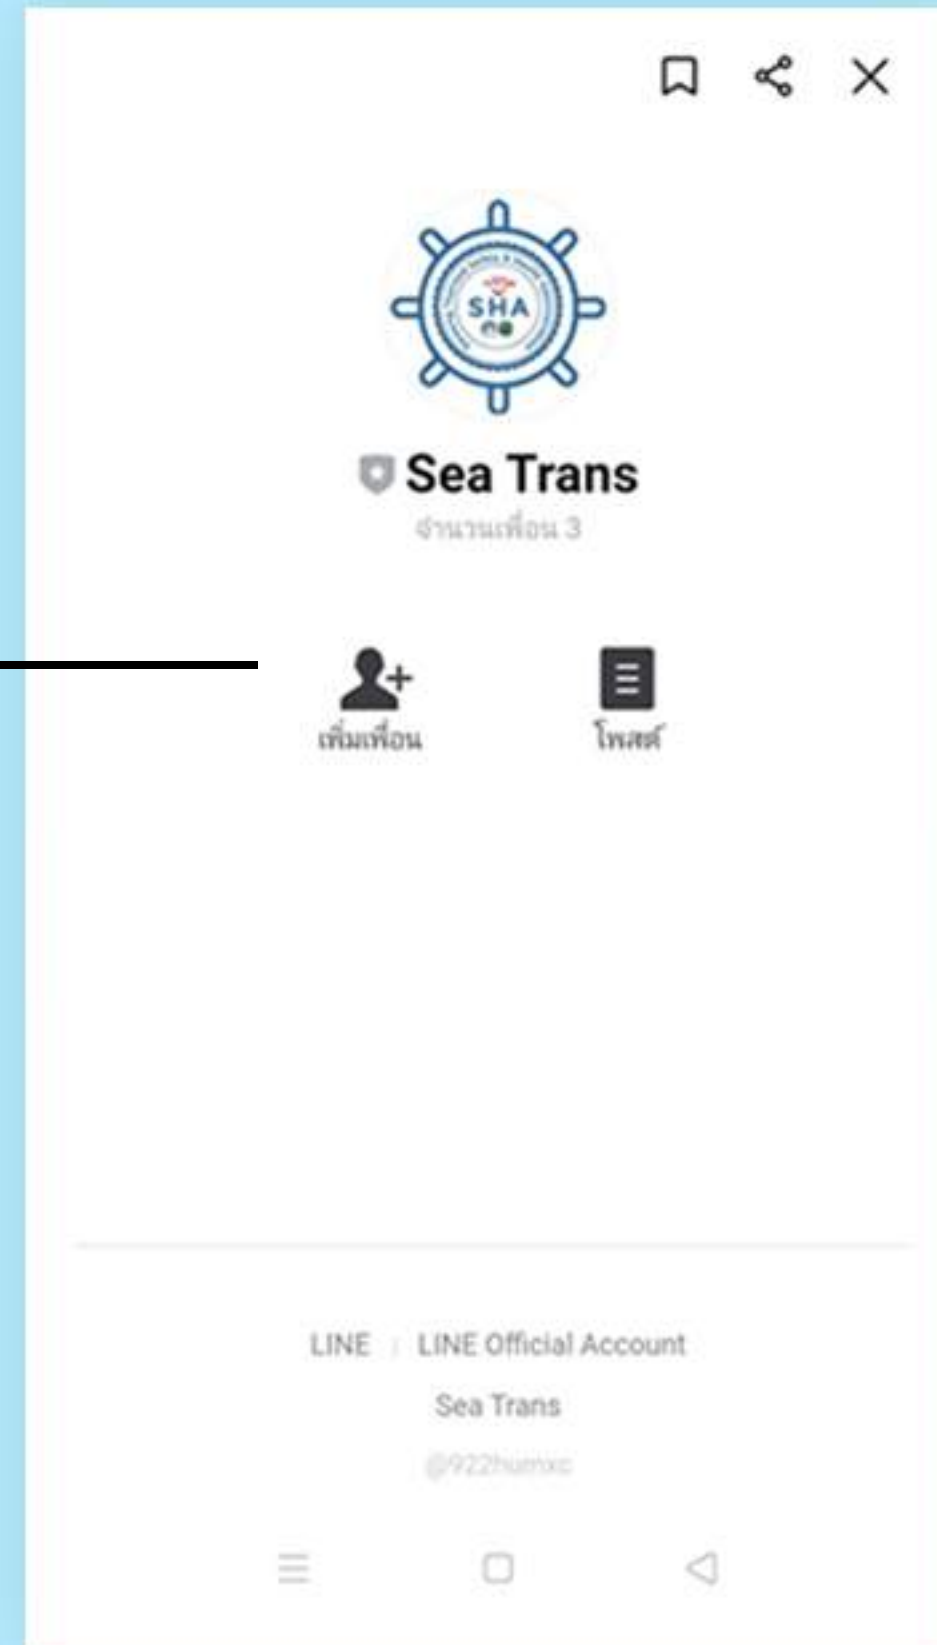 SHA
Sea Trans
จำนวนเพื่อน 3
เพิ่มเพื่อน
โพสต์
LINE | LINE Official Account
Sea Trans
@922humxc